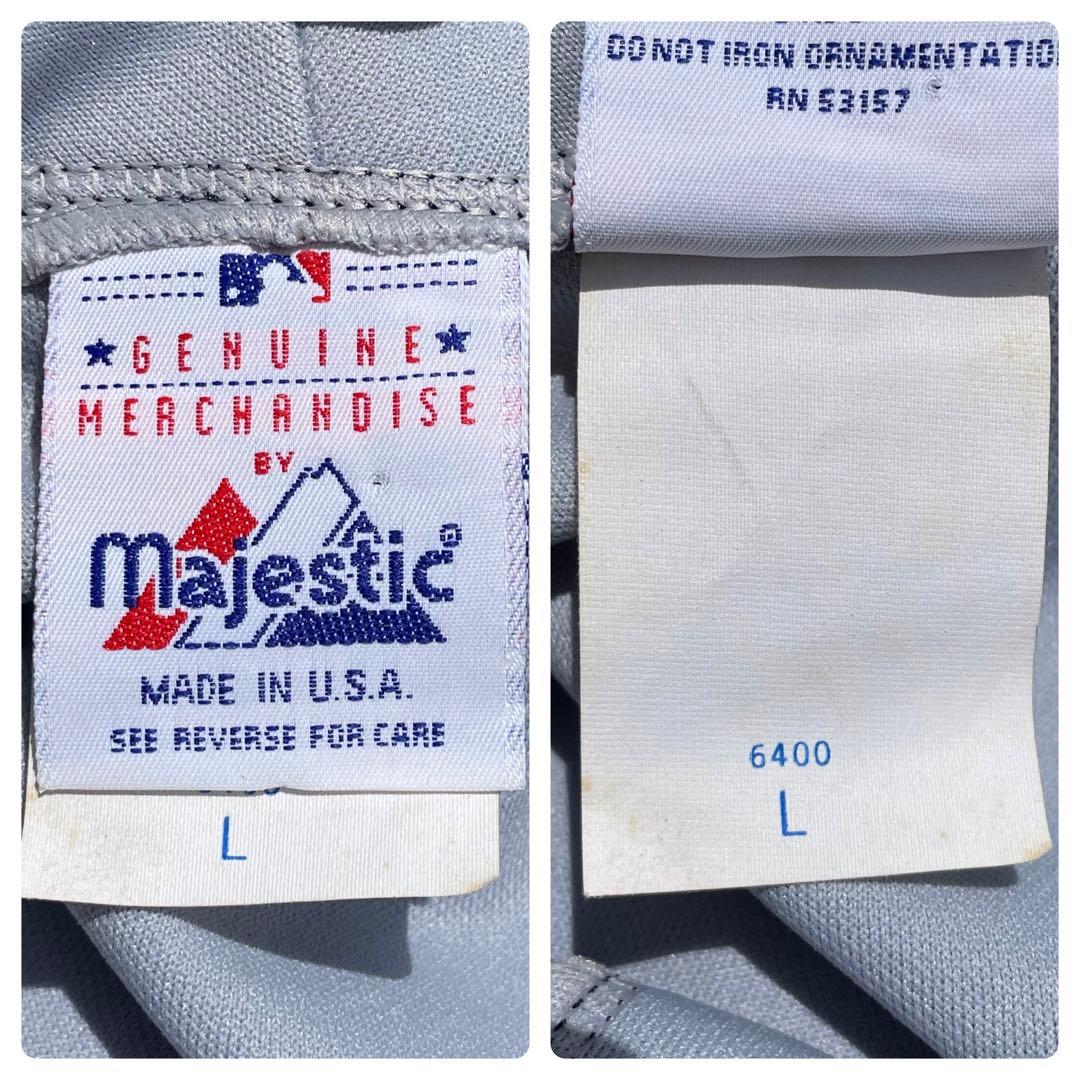 ★GENUINE★
MERCHANDISE
BY
Majestic®
MADE IN U.S.A.
SEE REVERSE FOR CARE
L
DO NOT IRON ORNAMENTATIO
RN 53157
6400
L